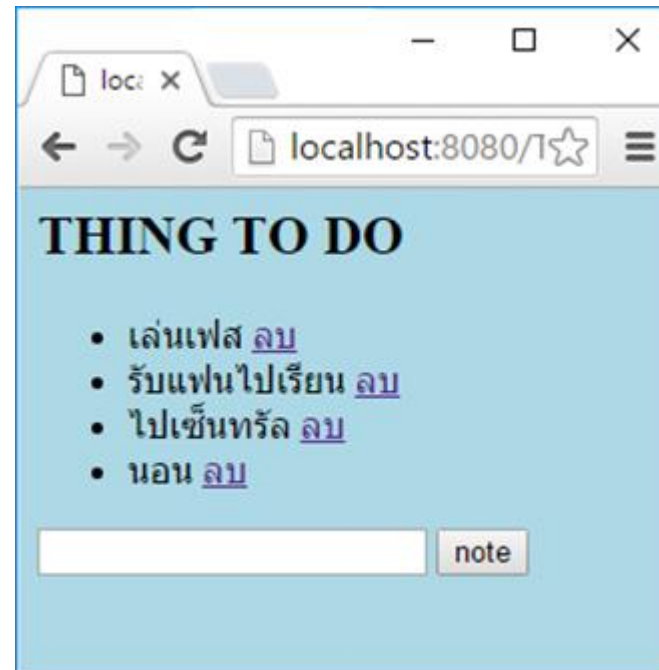 loca
localhost:8080/T
THING TO DO
เล่นเฟส ลบ
รับแฟนไปเรียน ลบ
ไปเซ็นทรัล ลบ
นอน ลบ
note